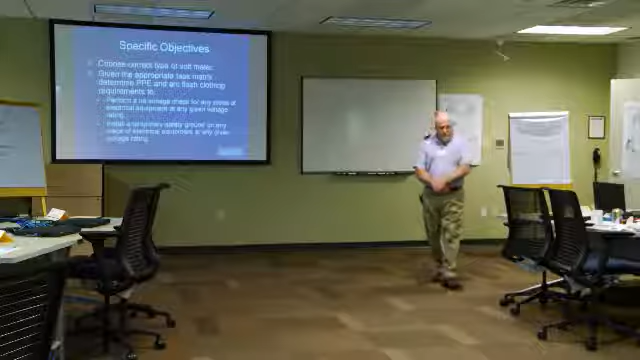 Specific Objectives
Choose correct type of volt meter.
Given the appropriate task matrix
determine PPE and arc flash clothing
requirements to:
Perform a no voltage check for any piece of
electrical equipment at any given voltage
rating.
Install a temporary safety ground on any
piece of electrical equipment at any given
voltage rating.